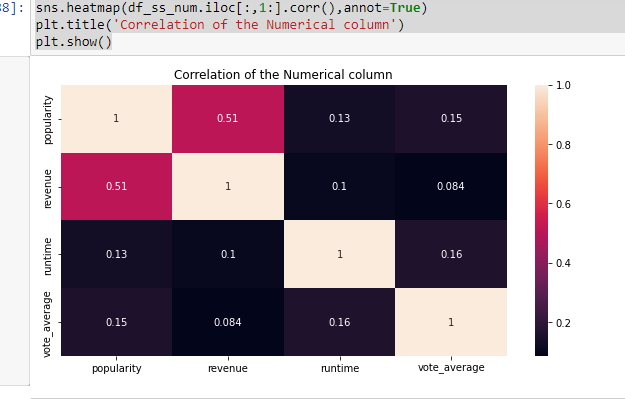 8]: sns.heatmap(df_ss_num.iloc[:,1:].corr(),annot=True)
plt.title('Correlation of the Numerical column')
plt.show()
Correlation of the Numerical column
popularity 1 0.51 0.13 0.15
revenue 0.51 1 0.1 0.084
runtime 0.13 0.1 1 0.16
vote_average 0.15 0.084 0.16 1
popularity revenue runtime vote_average
1.0
0.8
0.6
0.4
0.2